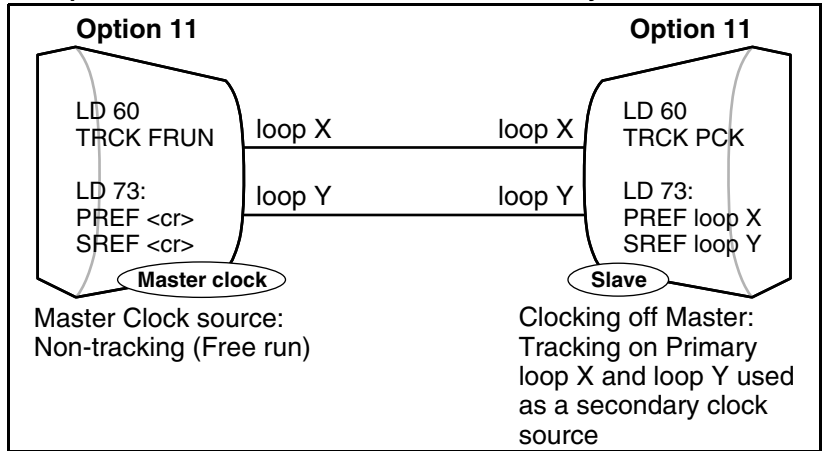 Option 11
LD 60
TRCK FRUN
LD 73:
PREF <cr>
SREF <cr>
Master clock
Master Clock source:
Non-tracking (Free run)
loop X
loop X
loop Y
loop Y
Option 11
LD 60
TRCK PCK
LD 73:
PREF loop X
SREF loop Y
Slave
Clocking off Master:
Tracking on Primary
loop X and loop Y used
as a secondary clock
source